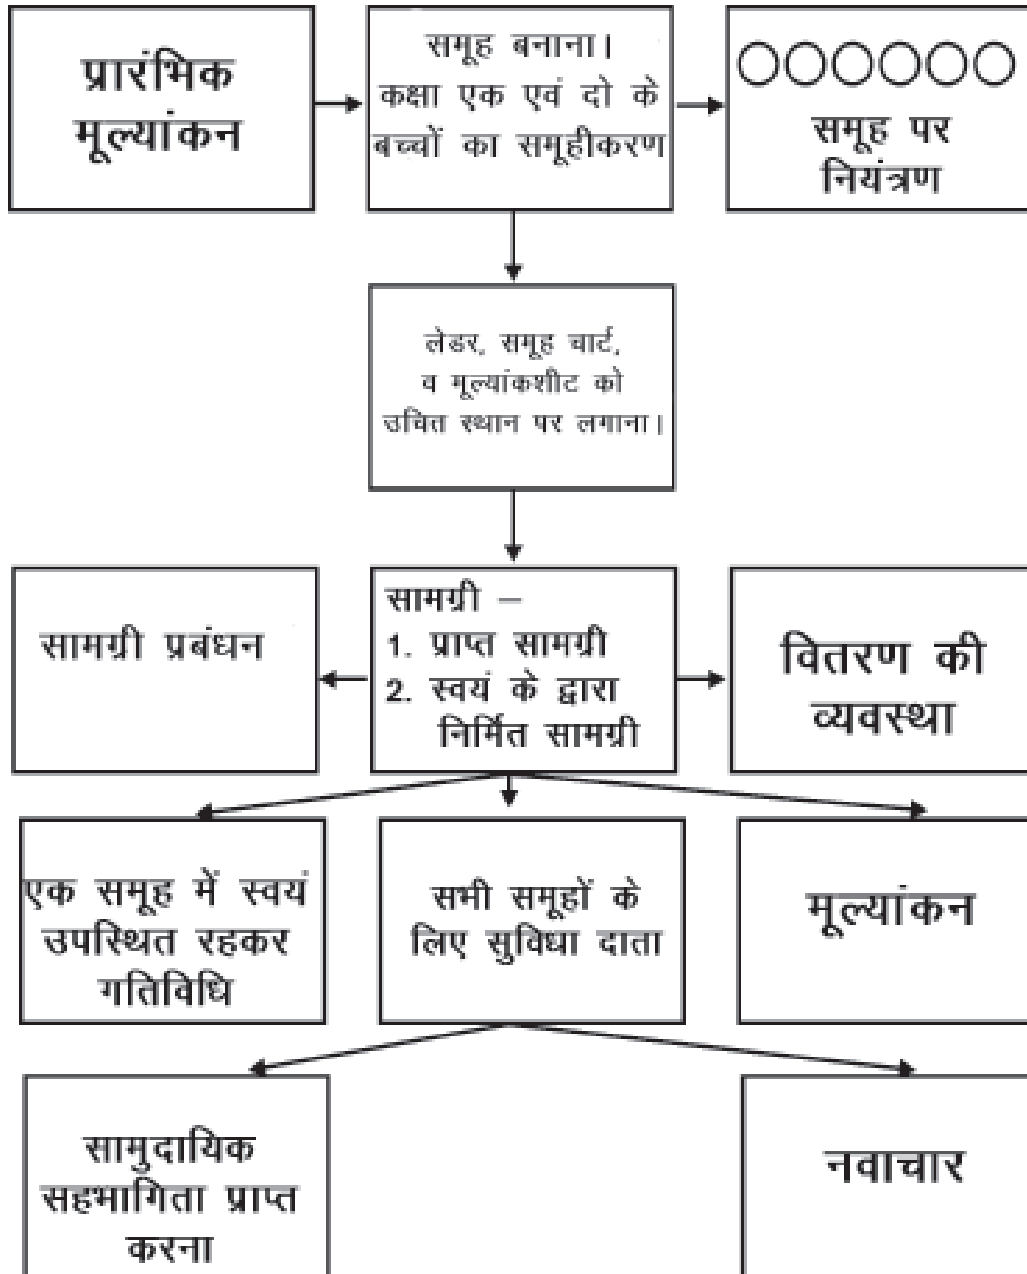 प्रारंभिक
मूल्यांकन
समूह बनाना।
कक्षा एक एवं दो के
बच्चों का समूहीकरण
समूह पर
नियंत्रण
लेडर, समूह चार्ट,
व मूल्यांकशीट को
उचित स्थान पर लगाना।
सामग्री प्रबंधन
सामग्री –
1. प्राप्त सामग्री
2. स्वयं के द्वारा
निर्मित सामग्री
वितरण की
व्यवस्था
एक समूह में स्वयं
उपस्थित रहकर
गतिविधि
सभी समूहों के
लिए सुविधा दाता
मूल्यांकन
सामुदायिक
सहभागिता प्राप्त
करना
नवाचार